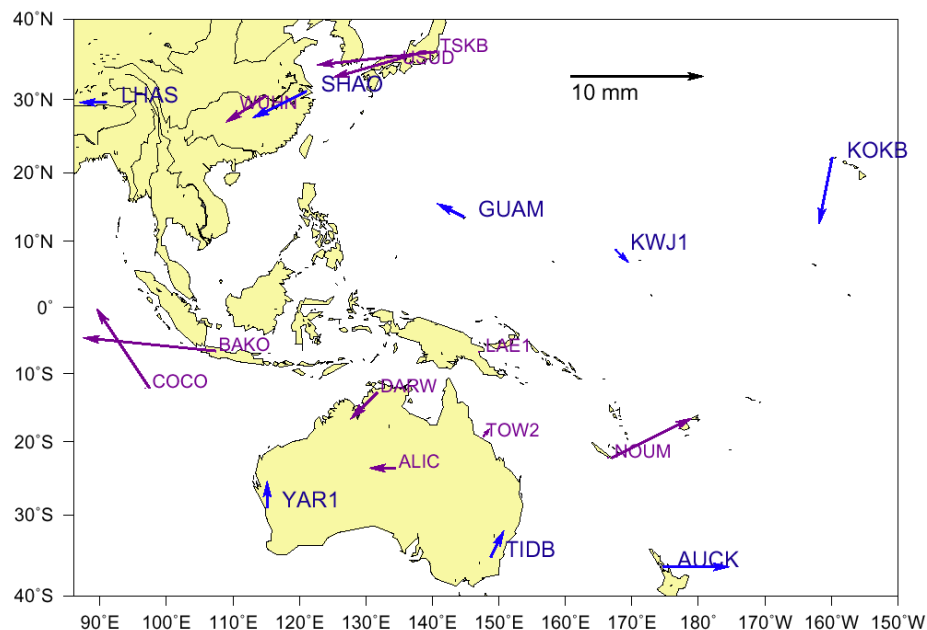 40˚N
TSKB
USUD
SHAO
10 mm
LHAS
WUHN
30˚N
KOKB
20˚N
GUAM
KWJ1
10˚N
0˚
BAKO
LAE1
COCO
DARW
10˚S
TOW2
20˚S
NOUM
ALIC
YAR1
30˚S
TIDB
AUCK
40˚S
90˚E 100˚E 110˚E 120˚E 130˚E 140˚E 150˚E 160˚E 170˚E 180˚ 170˚W 160˚W 150˚W